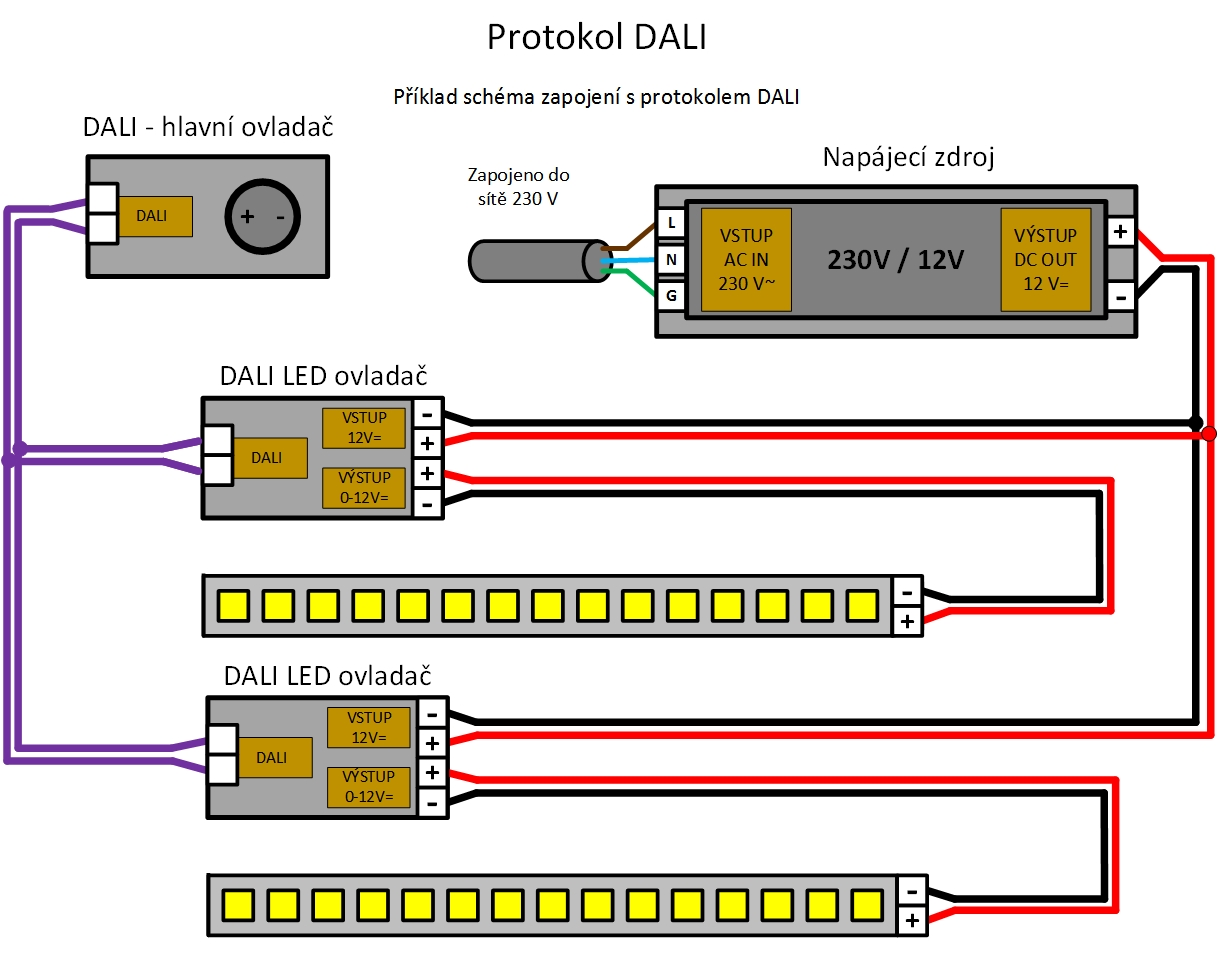 Protokol DALI
Příklad schéma zapojení s protokolem DALI
DALI - hlavní ovladač
DALI
+ -
Zapojeno do
sítě 230 V
Napájecí zdroj
L
N
G
VSTUP
AC IN
230 V~
230V / 12V
VÝSTUP
DC OUT
12 V=
+
-
DALI LED ovladač
DALI
VSTUP
12V=
VÝSTUP
0-12V=
-
+
+
-
-
+
DALI LED ovladač
DALI
VSTUP
12V=
VÝSTUP
0-12V=
-
+
+
-
-
+